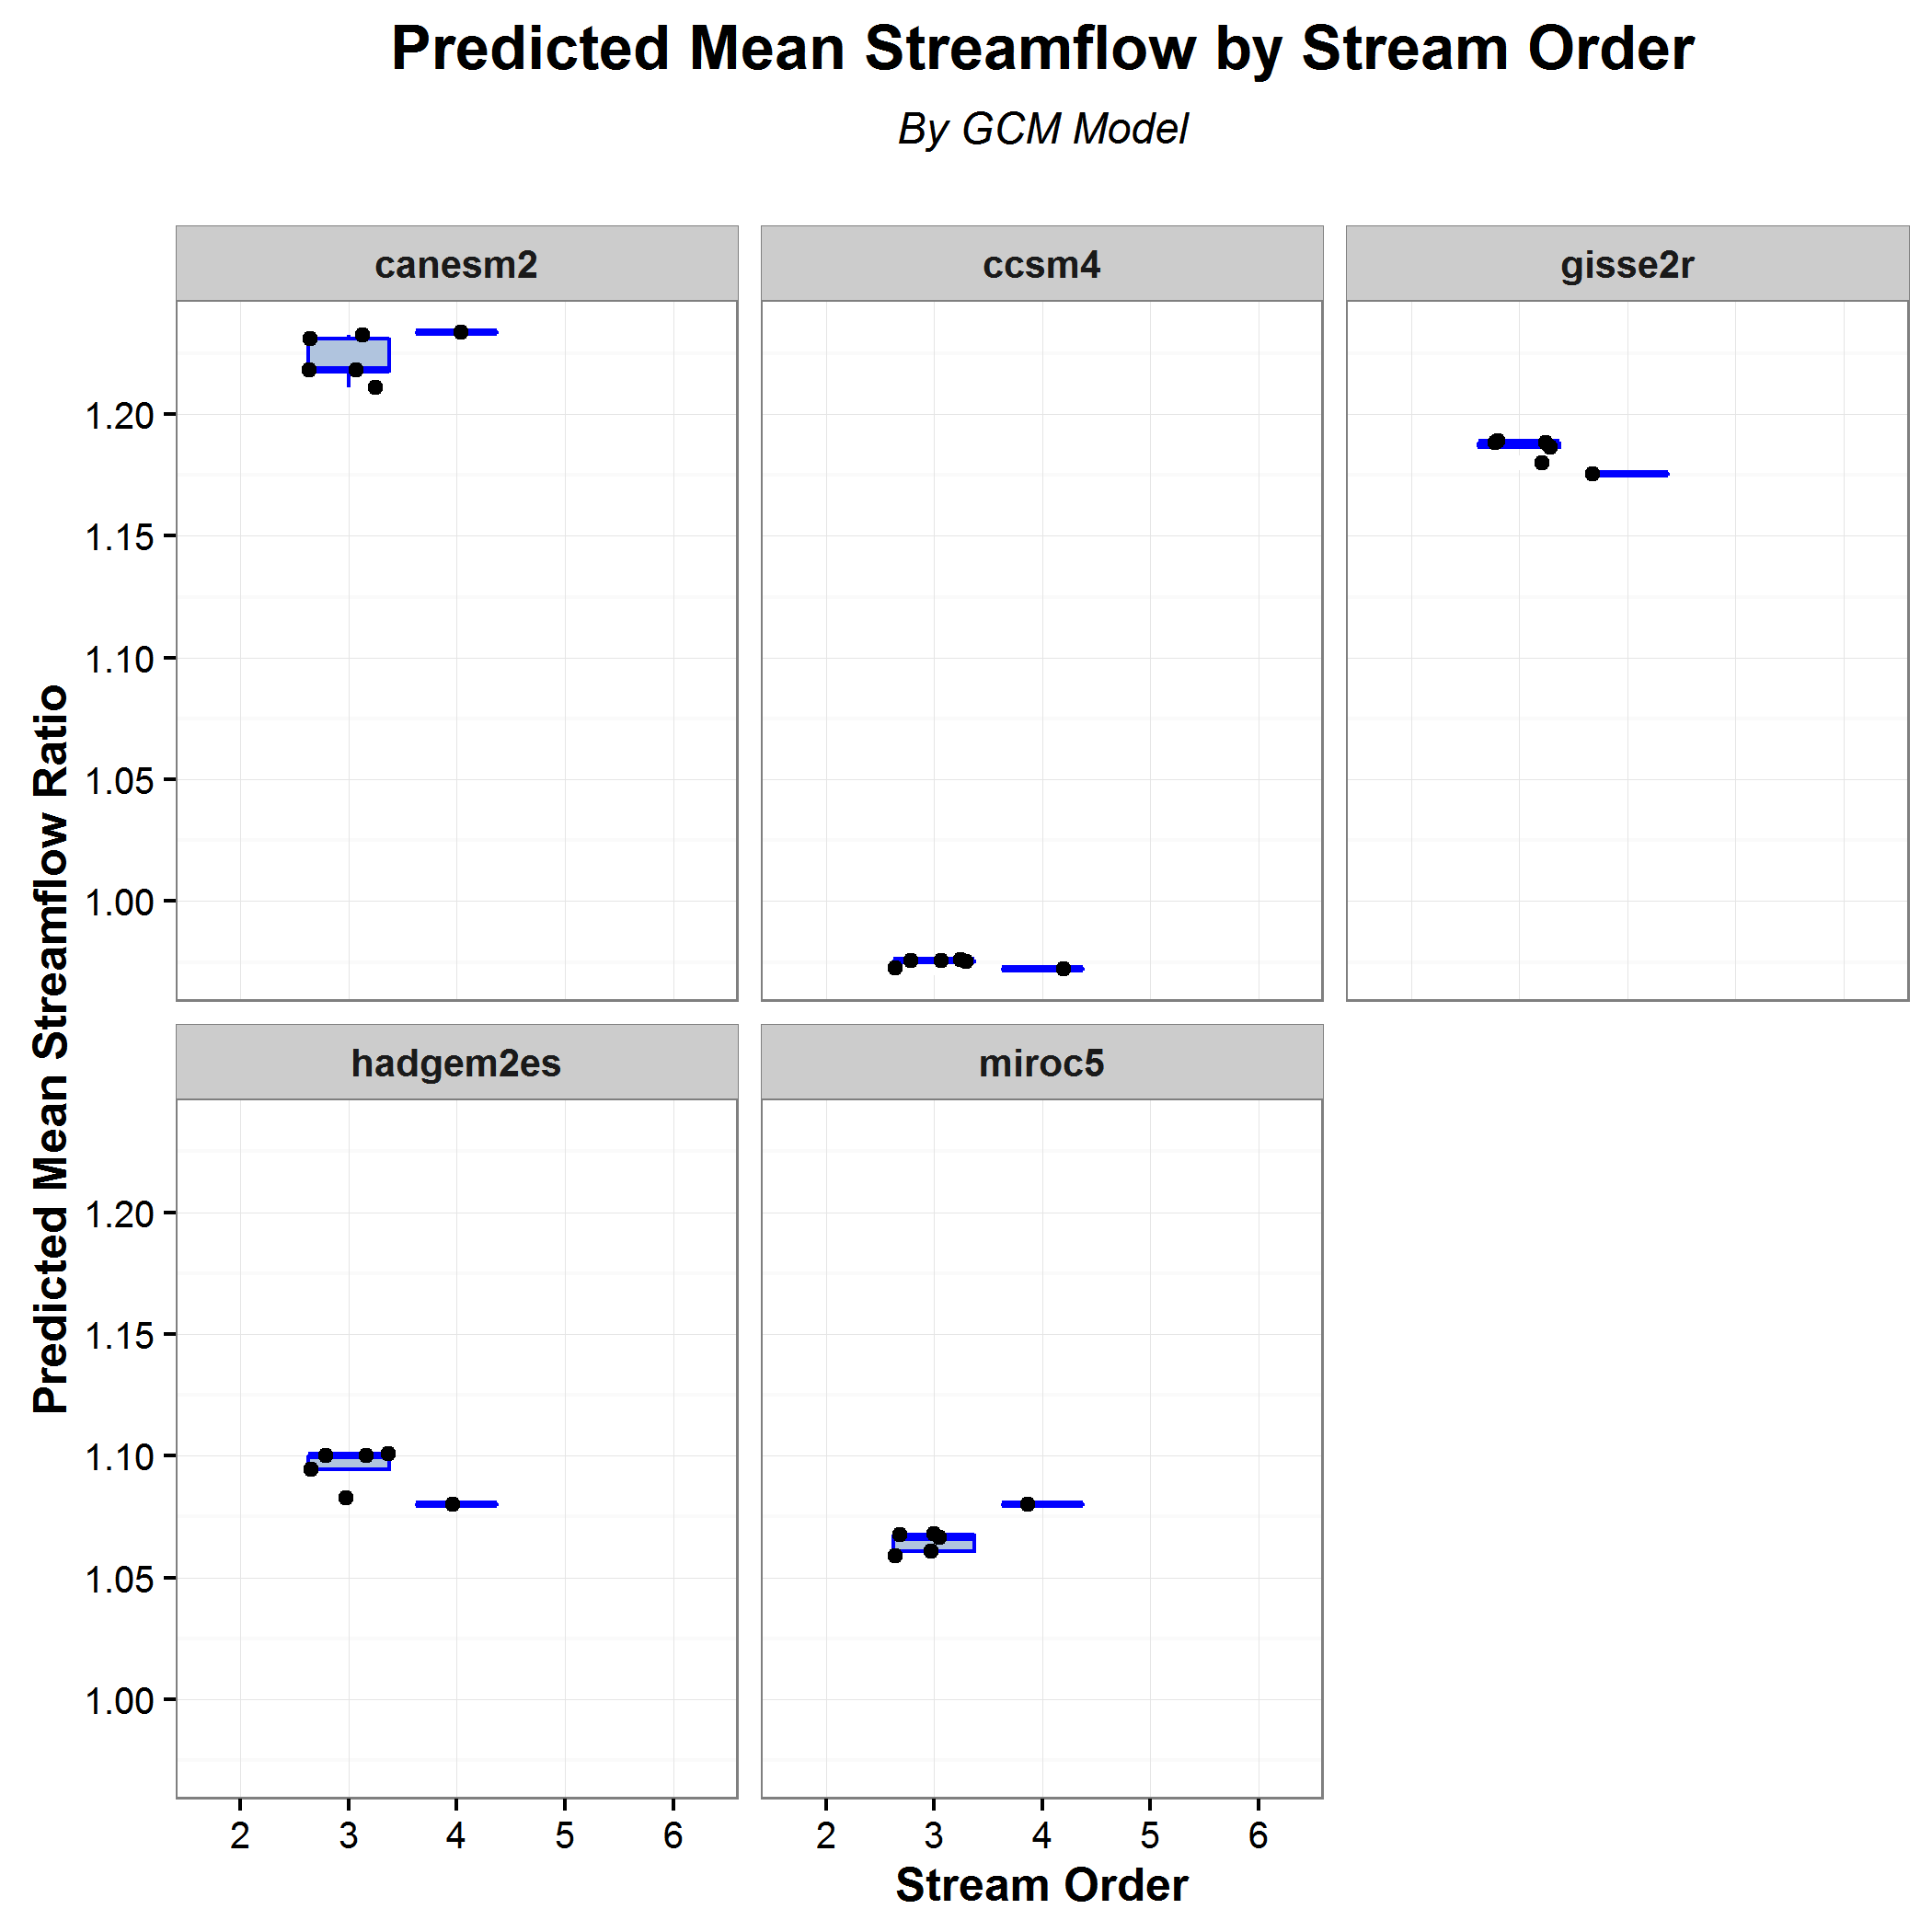 Predicted Mean Streamflow by Stream Order
By GCM Model
canesm2
ccsm4
gisse2r
1.20
1.15
1.10
1.05
1.00
Predicted Mean Streamflow Ratio
hadgem2es
miroc5
1.20
1.15
1.10
1.05
1.00
2 3 4 5 6
2 3 4 5 6
Stream Order